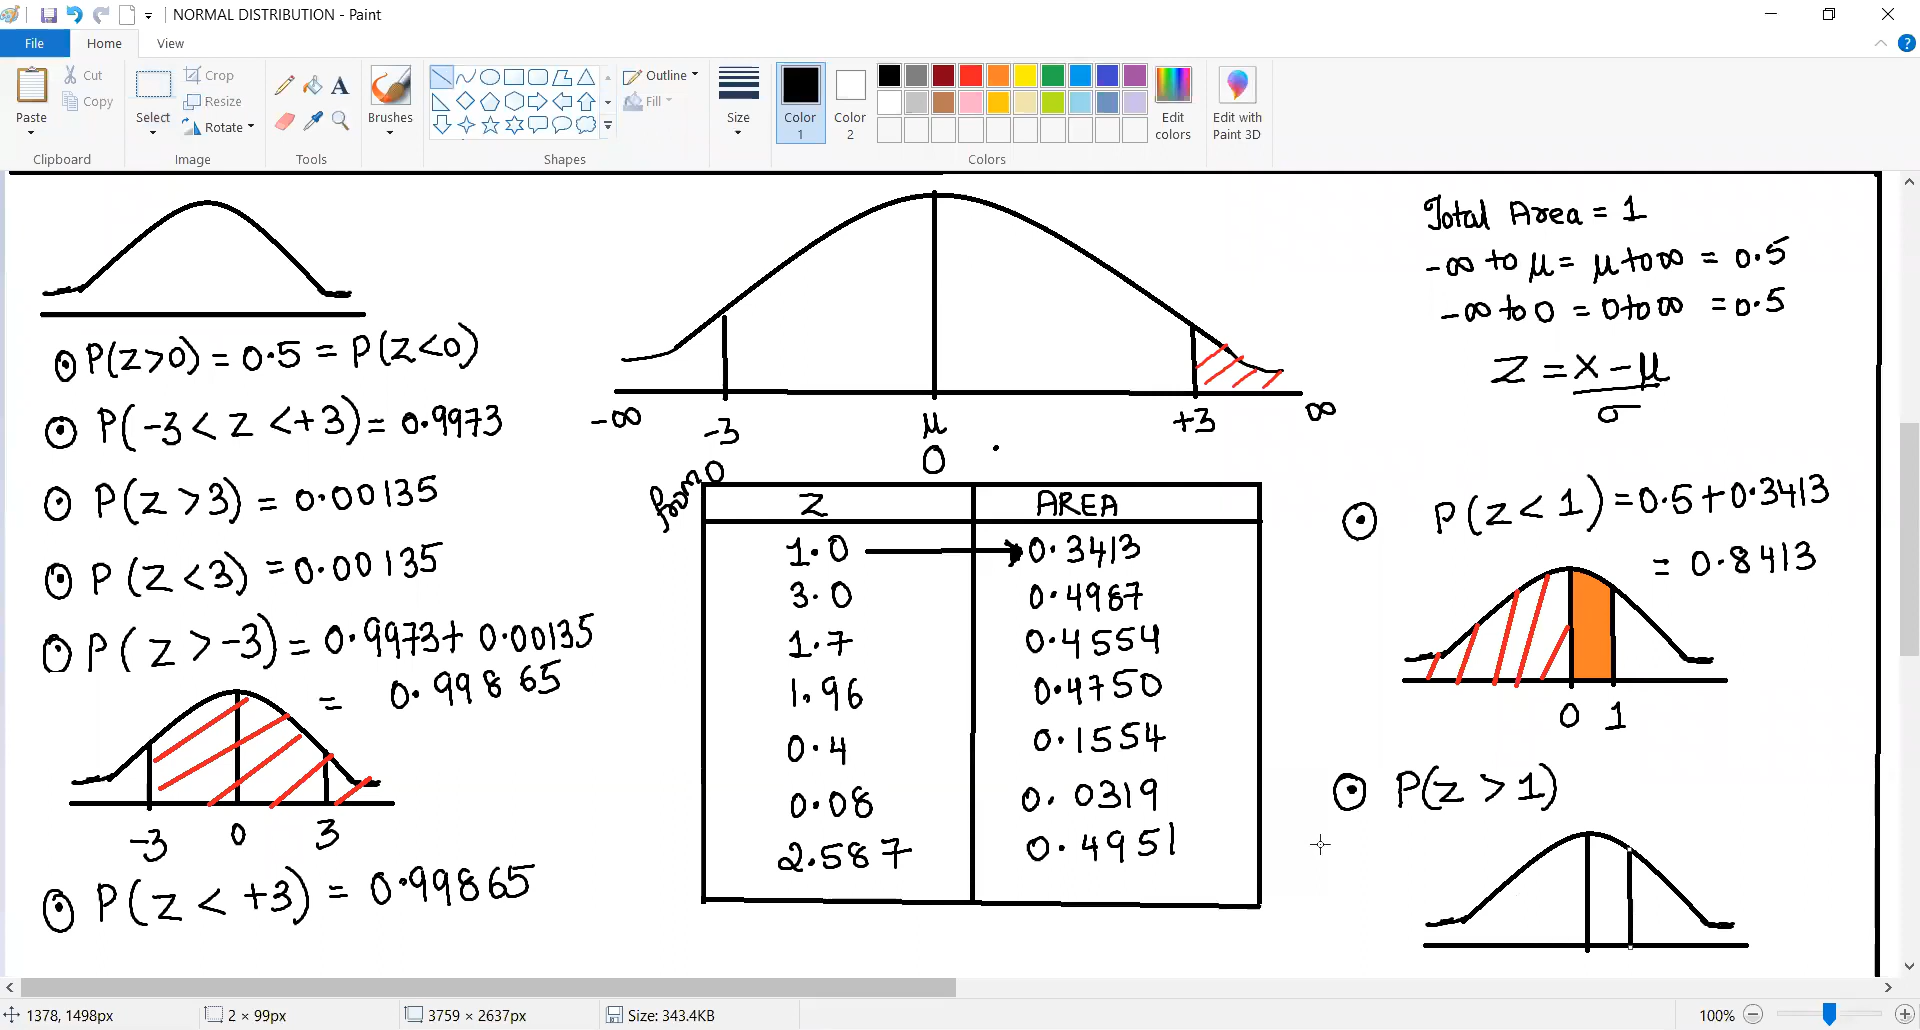 NORMAL DISTRIBUTION - Paint
File Home View
Paste
Cut
Copy
Clipboard
Select
Crop
Resize
Rotate
Image
Tools
Brushes
Outline
Fill
Shapes
Size
Color 1
Color 2
Edit colors
Colors
Edit with Paint 3D
⊙ P(z>0) = 0.5 = P(z<0)
⊙ P(-3 < z < +3) = 0.9973
⊙ P(z >3) = 0.00135
⊙ P(z <3) = 0.00135
⊙ P(z > -3) = 0.9973+ 0.00135
= 0.99865
-3 0 3
⊙ P(z < +3) = 0.99865
-∞ -3 μ +3 ∞
0
from 0
Z AREA
1.0 0.3413
3.0 0.4987
1.7 0.4554
1.96 0.4750
0.4 0.1554
0.08 0.0319
2.587 0.4951
Total Area = 1
-∞ to μ = μ to ∞ = 0.5
-∞ to 0 = 0 to ∞ = 0.5
Z = x - μ
σ
⊙ P(z < 1) = 0.5+0.3413
= 0.8413
0 1
⊙ P(z > 1)
1378, 1498px 2 × 99px 3759 × 2637px Size: 343.4KB 100%